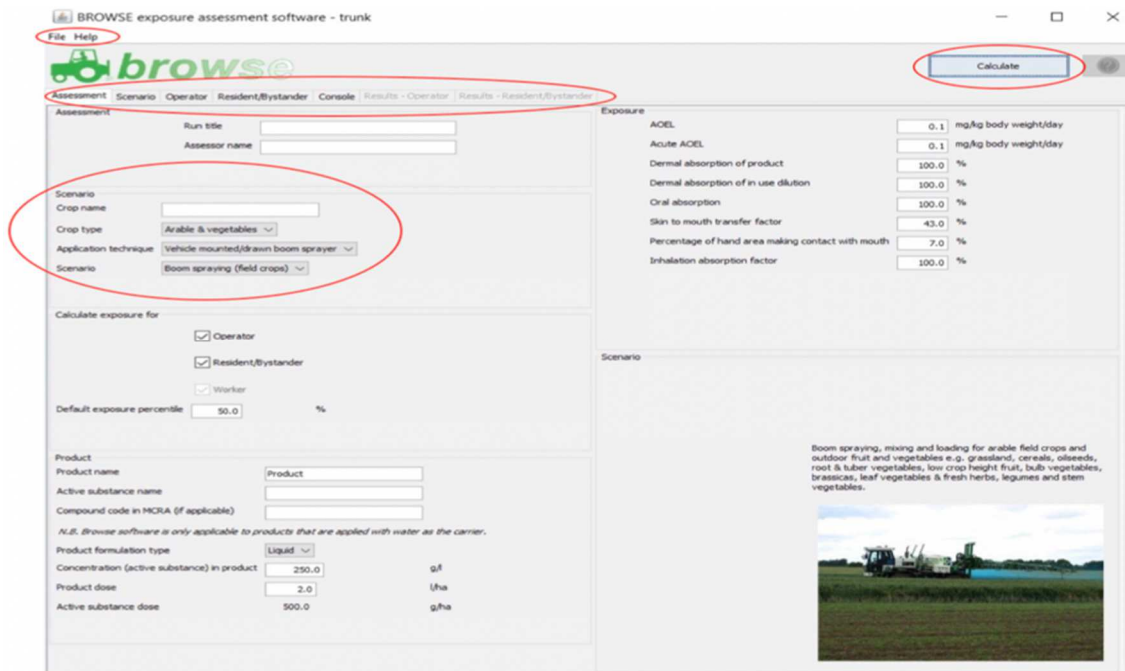 BROWSE exposure assessment software - trunk
File Help
browse
Calculate
Assessment Scenario Operator Resident/Bystander Console Results - Operator Results - Resident/Bystander
Assessment
Run title
Assessor name
Scenario
Crop name
Crop type Arable & vegetables
Application technique Vehicle mounted/drawn boom sprayer
Scenario Boom spraying (field crops)
Calculate exposure for
Operator
Resident/Bystander
Worker
Default exposure percentile 50.0 %
Product
Product name Product
Active substance name
Compound code in MCRA (if applicable)
N.B. Browse software is only applicable to products that are applied with water as the carrier.
Product formulation type Liquid
Concentration (active substance) in product 250.0 g/l
Product dose 2.0 l/ha
Active substance dose 500.0 g/ha
Exposure
AOEL 0.1 mg/kg body weight/day
Acute AOEL 0.1 mg/kg body weight/day
Dermal absorption of product 100.0 %
Dermal absorption of in use dilution 100.0 %
Oral absorption 100.0 %
Skin to mouth transfer factor 43.0 %
Percentage of hand area making contact with mouth 7.0 %
Inhalation absorption factor 100.0 %
Scenario
Boom spraying, mixing and loading for arable field crops and
outdoor fruit and vegetables e.g. grassland, cereals, oilseeds,
root & tuber vegetables, low crop height fruit, bulb vegetables,
brassicas, leaf vegetables & fresh herbs, legumes and stem
vegetables.